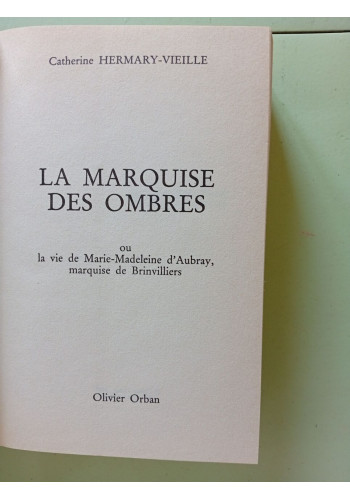 Catherine HERMARY-VIEILLE
LA MARQUISE
DES OMBRES
ou
la vie de Marie-Madeleine d'Aubray,
marquise de Brinvilliers
Olivier Orban